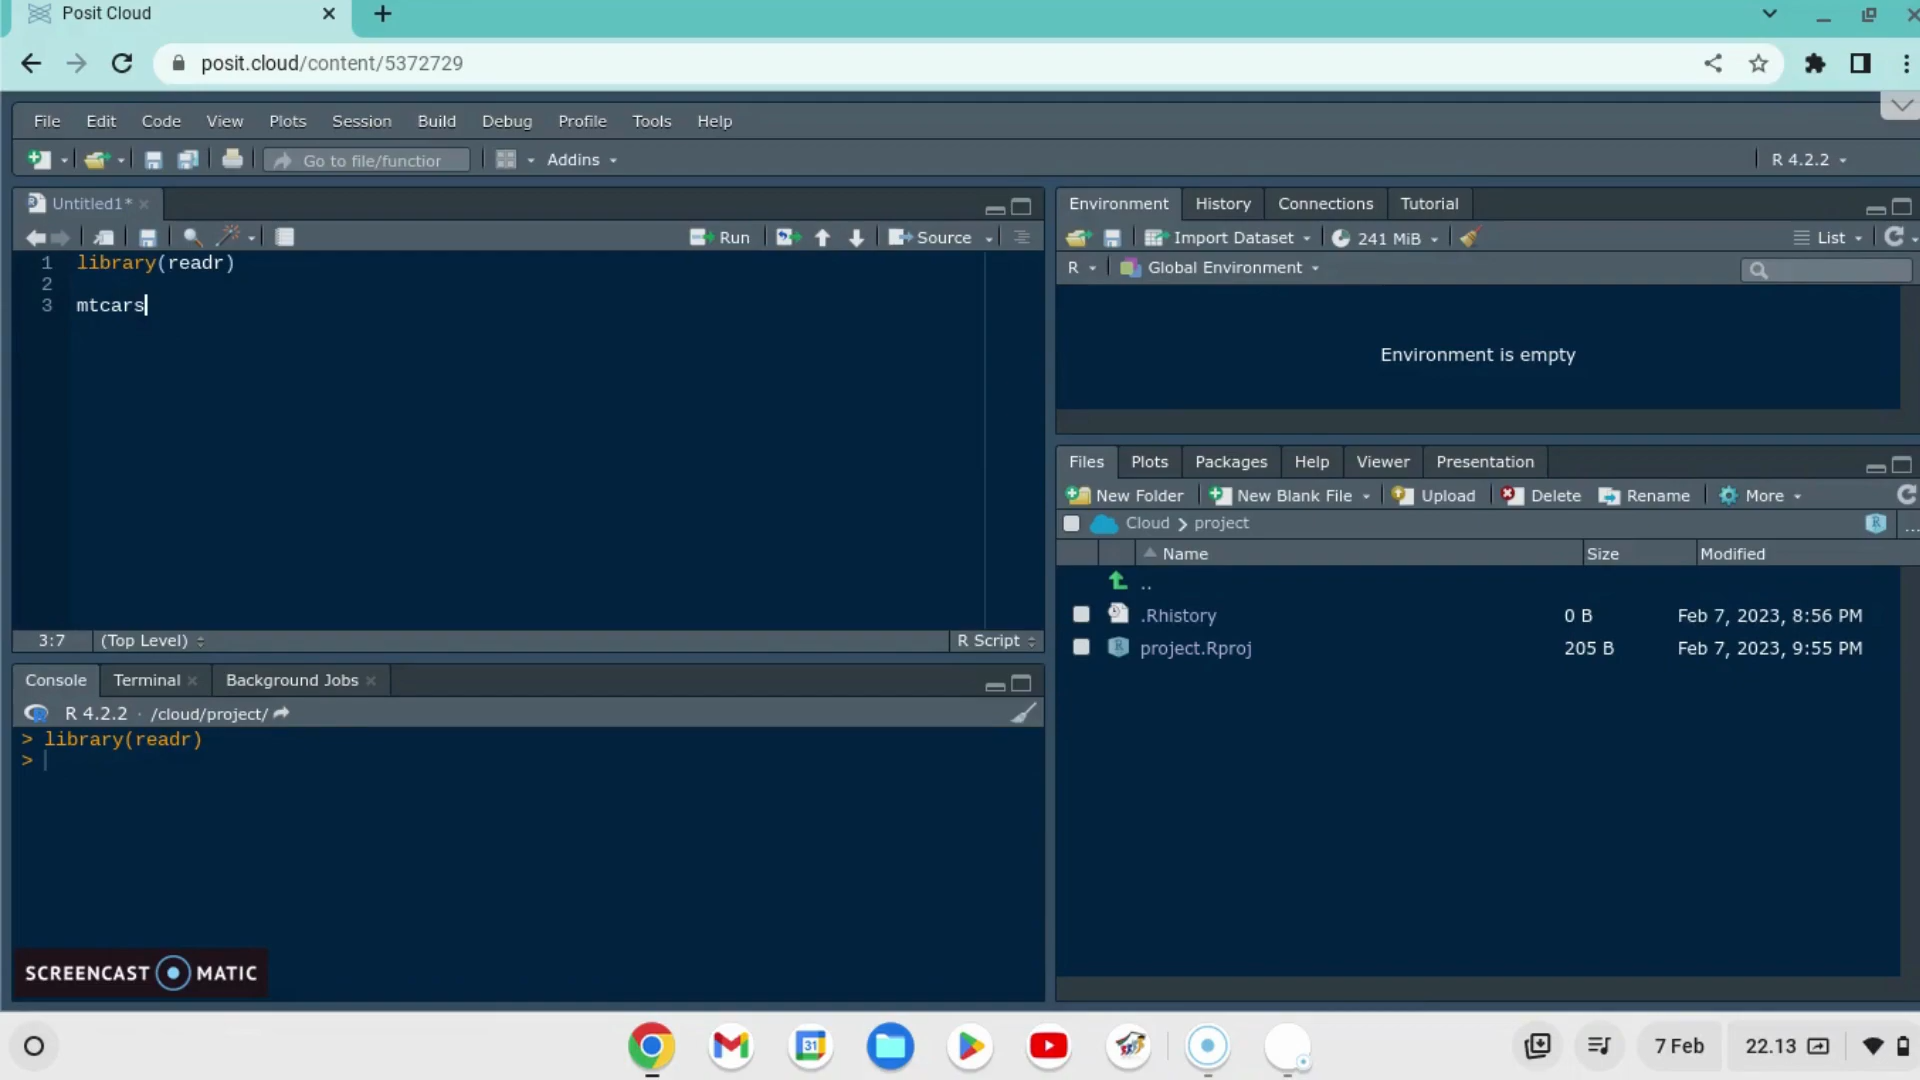 Posit Cloud
posit.cloud/content/5372729
File Edit Code View Plots Session Build Debug Profile Tools Help
Go to file/functior Addins R 4.2.2
Untitled1*
Run Source
1 library(readr)
2
3 mtcars
3:7 (Top Level) R Script
Console Terminal Background Jobs
R 4.2.2 · /cloud/project/
> library(readr)
>
SCREENCAST MATIC
Environment History Connections Tutorial
Import Dataset 241 MiB List
R Global Environment
Environment is empty
Files Plots Packages Help Viewer Presentation
New Folder New Blank File Upload Delete Rename More
Cloud project ...
Name Size Modified
..
.Rhistory 0 B Feb 7, 2023, 8:56 PM
project.Rproj 205 B Feb 7, 2023, 9:55 PM
31
7 Feb 22.13